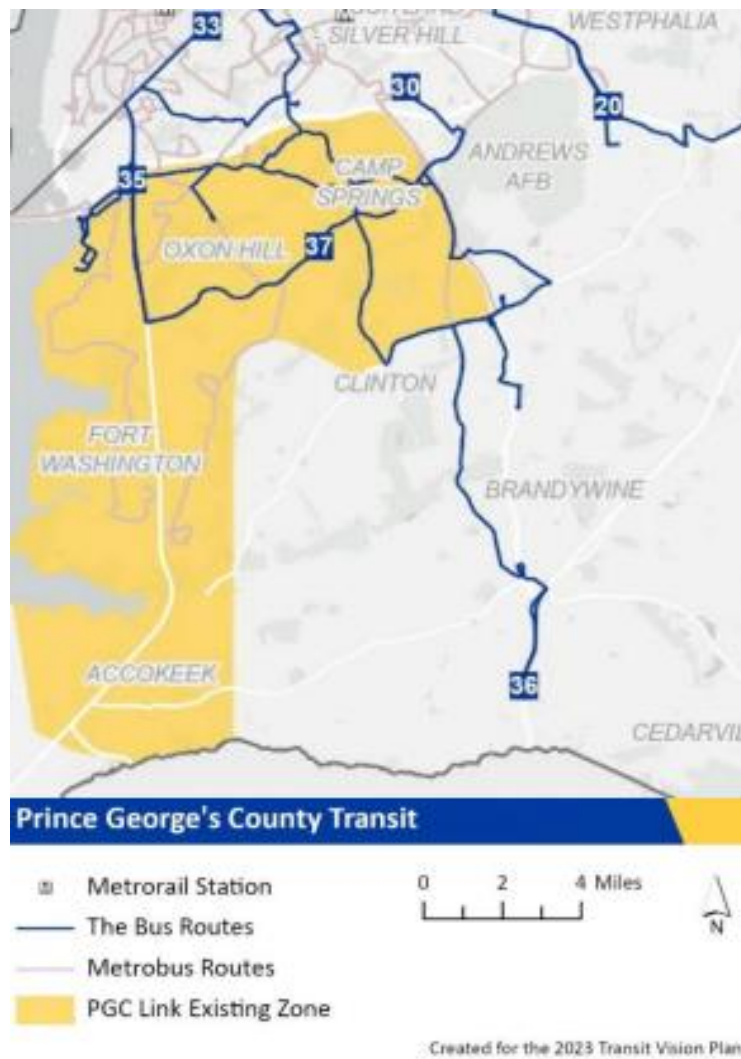 33
SILVER HILL
WESTPHALIA
30
20
ANDREWS
AFB
CAMP
SPRINGS
35
OXON HILL
37
CLINTON
FORT
WASHINGTON
BRANDYWINE
ACCOKEEK
36
Prince George's County Transit
Metrorail Station
The Bus Routes
Metrobus Routes
PGC Link Existing Zone
0 2 4 Miles
N
Created for the 2023 Transit Vision Plan